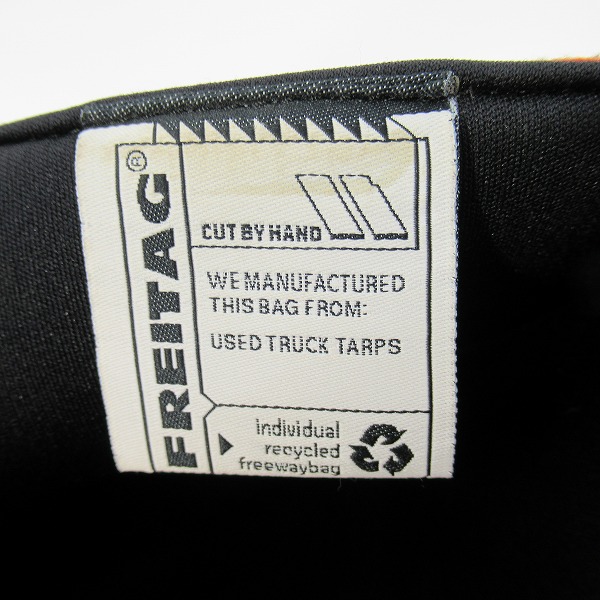 FREITAG®
CUT BY HAND
WE MANUFACTURED
THIS BAG FROM:
USED TRUCK TARPS
individual
recycled
freewaybag